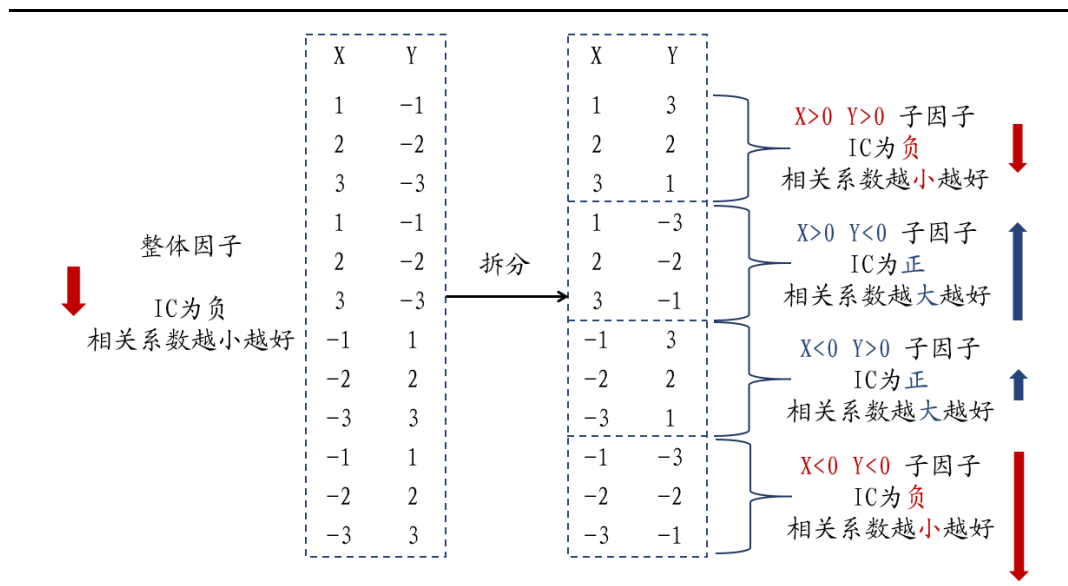 整体因子
IC为负
相关系数越小越好
X Y
1 -1
2 -2
3 -3
1 -1
2 -2
3 -3
-1 1
-2 2
-3 3
-1 1
-2 2
-3 3
拆分
X Y
1 3
2 2
3 1
1 -3
2 -2
3 -1
-1 3
-2 2
-3 1
-1 -3
-2 -2
-3 -1
X>0 Y>0 子因子
IC为负
相关系数越小越好
X>0 Y<0 子因子
IC为正
相关系数越大越好
X<0 Y>0 子因子
IC为正
相关系数越大越好
X<0 Y<0 子因子
IC为负
相关系数越小越好